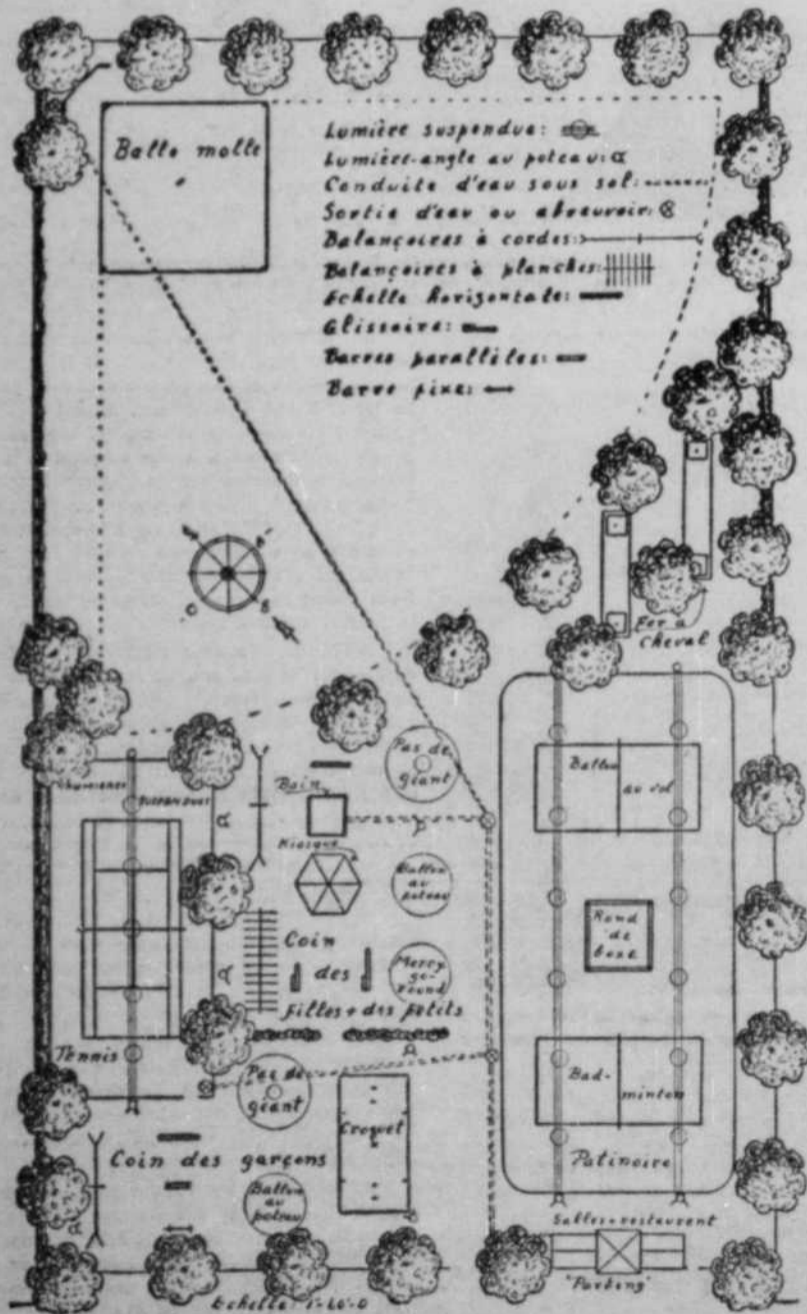 Balle molle
Lumière suspendue:
Lumière-angle au poteau:
Conduite d'eau sous sol:
Sortie d'eau ou abreuvoir:
Balançoires à cordes:
Balançoires à planches:
Echelle horizontale:
Glissoire:
Barres parallèles:
Barre fixe:
Fer à
Cheval
Pas de
géant
Bain
Kiosque
Ballon
au vol
suspendues
Ballon
au poteau
Rond
de
boxe
Coin
des
filles + des petits
Merry
go-
round
Tennis
Pas de
géant
Croquet
Bad-
minton
Coin des garçons
Ballon
au
poteau
Patinoire
Salles + restaurent
"Parking"